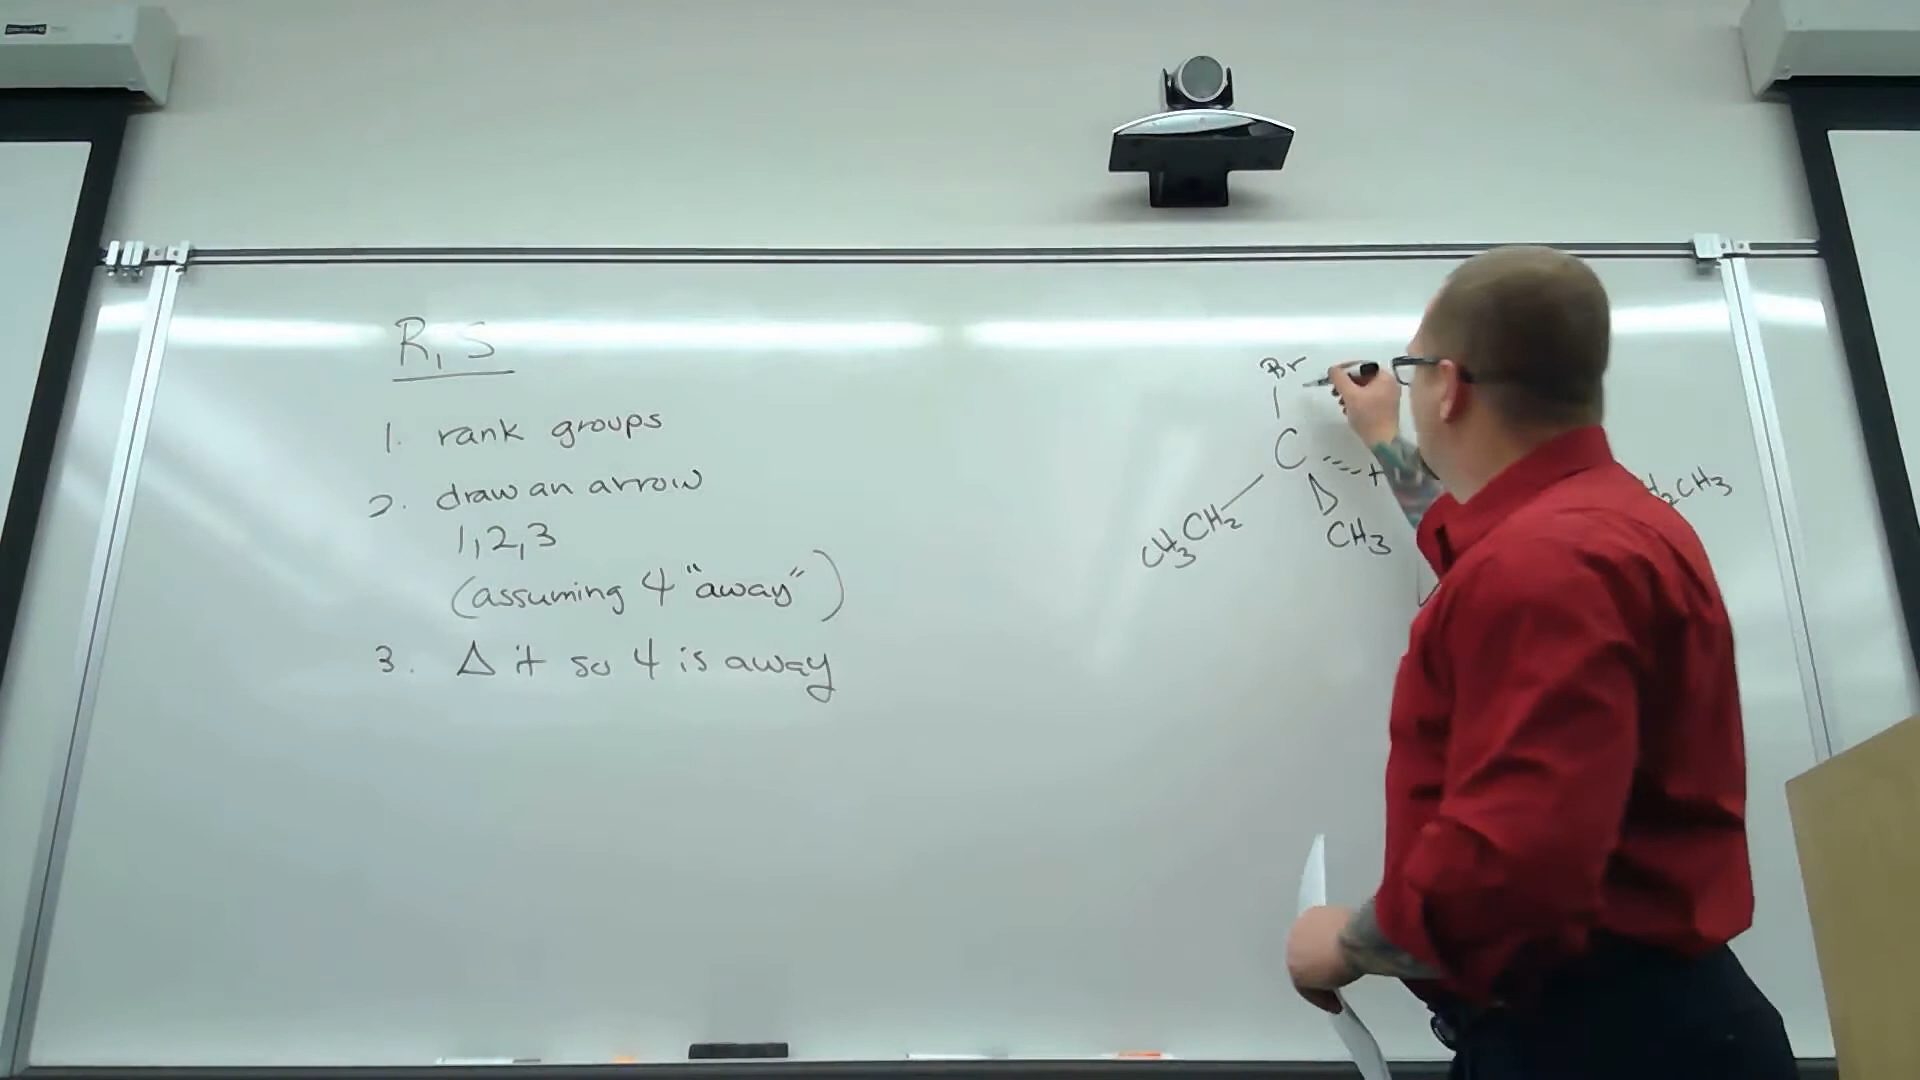 R, S
1. rank groups
2. draw an arrow
1,2,3
(assuming 4 "away")
3. Δ it so 4 is away
Br
C
CH3CH2
CH3
H2CH3